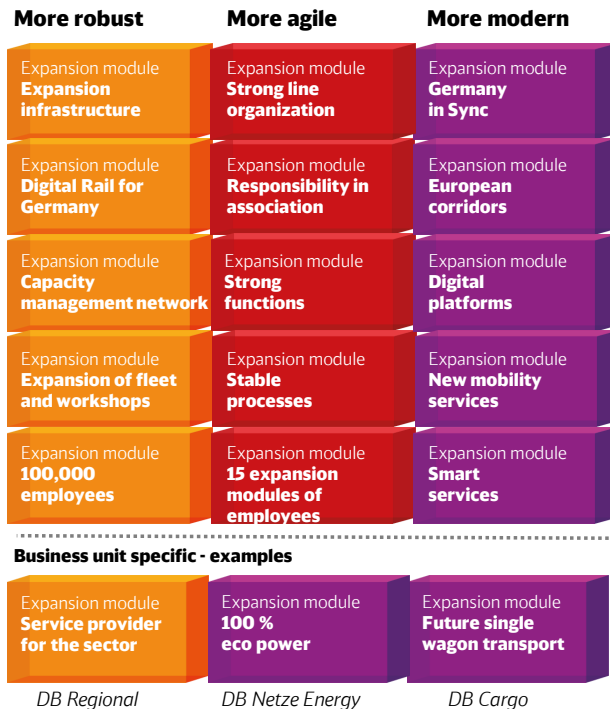 More robust
More agile
More modern
Expansion module
Expansion
infrastructure
Expansion module
Strong line
organization
Expansion module
Germany
in Sync
Expansion module
Digital Rail for
Germany
Expansion module
Responsibility in
association
Expansion module
European
corridors
Expansion module
Capacity
management network
Expansion module
Strong
functions
Expansion module
Digital
platforms
Expansion module
Expansion of fleet
and workshops
Expansion module
Stable
processes
Expansion module
New mobility
services
Expansion module
100,000
employees
Expansion module
15 expansion
modules of
employees
Expansion module
Smart
services
Business unit specific - examples
Expansion module
Service provider
for the sector
Expansion module
100 %
eco power
Expansion module
Future single
wagon transport
DB Regional
DB Netze Energy
DB Cargo